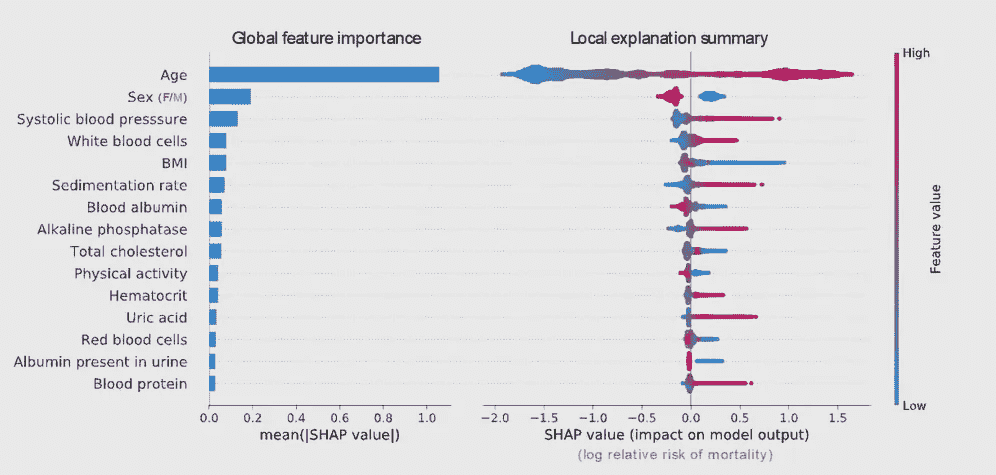 Global feature importance
Local explanation summary
High
Age
Sex (F/M)
Systolic blood presssure
White blood cells
BMI
Sedimentation rate
Blood albumin
Alkaline phosphatase
Total cholesterol
Physical activity
Hematocrit
Uric acid
Red blood cells
Albumin present in urine
Blood protein
Feature value
Low
0.0 0.2 0.4 0.6 0.8 1.0
mean(|SHAP value|)
−2.0 −1.5 −1.0 −0.5 0.0 0.5 1.0 1.5
SHAP value (impact on model output)
(log relative risk of mortality)